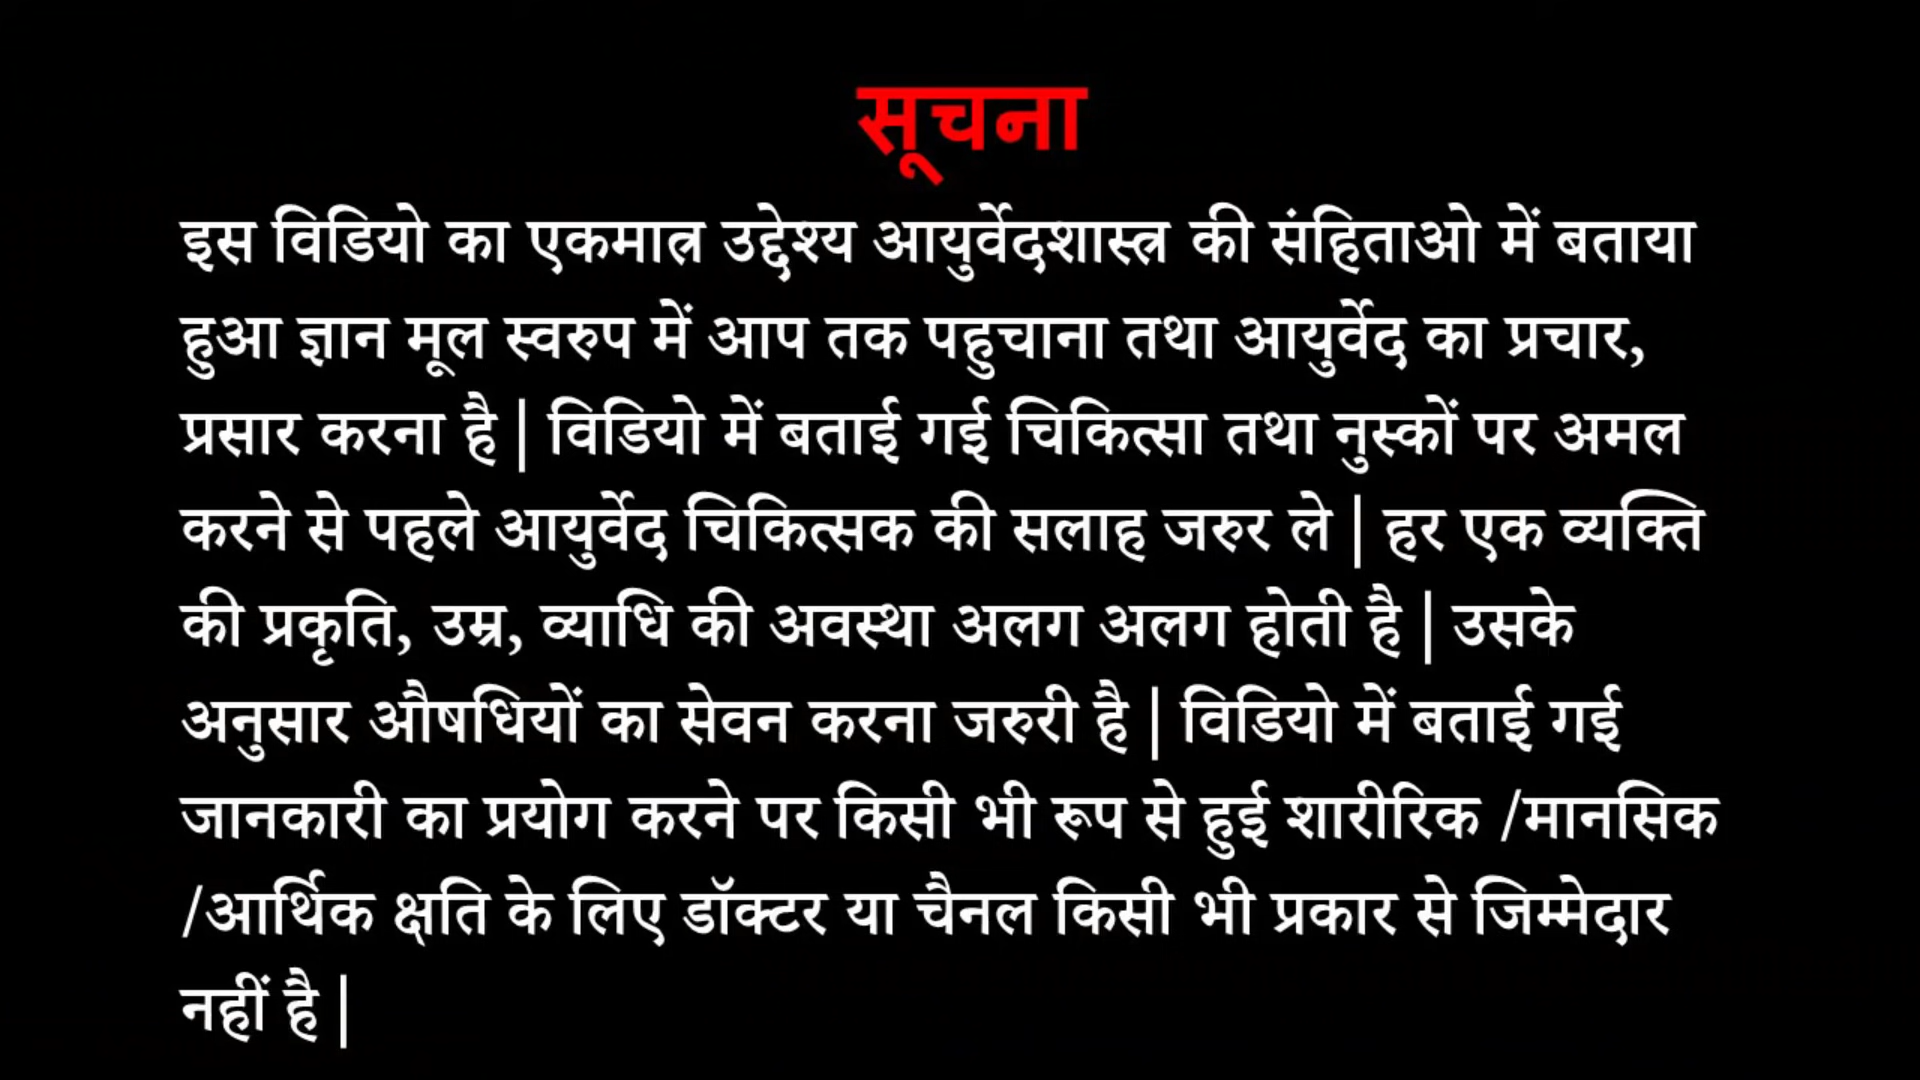 सूचना
इस विडियो का एकमात्र उद्देश्य आयुर्वेदशास्त्र की संहिताओ में बताया
हुआ ज्ञान मूल स्वरुप में आप तक पहुचाना तथा आयुर्वेद का प्रचार,
प्रसार करना है | विडियो में बताई गई चिकित्सा तथा नुस्कों पर अमल
करने से पहले आयुर्वेद चिकित्सक की सलाह जरुर ले | हर एक व्यक्ति
की प्रकृति, उम्र, व्याधि की अवस्था अलग अलग होती है | उसके
अनुसार औषधियों का सेवन करना जरुरी है | विडियो में बताई गई
जानकारी का प्रयोग करने पर किसी भी रूप से हुई शारीरिक /मानसिक
/आर्थिक क्षति के लिए डॉक्टर या चैनल किसी भी प्रकार से जिम्मेदार
नहीं है |